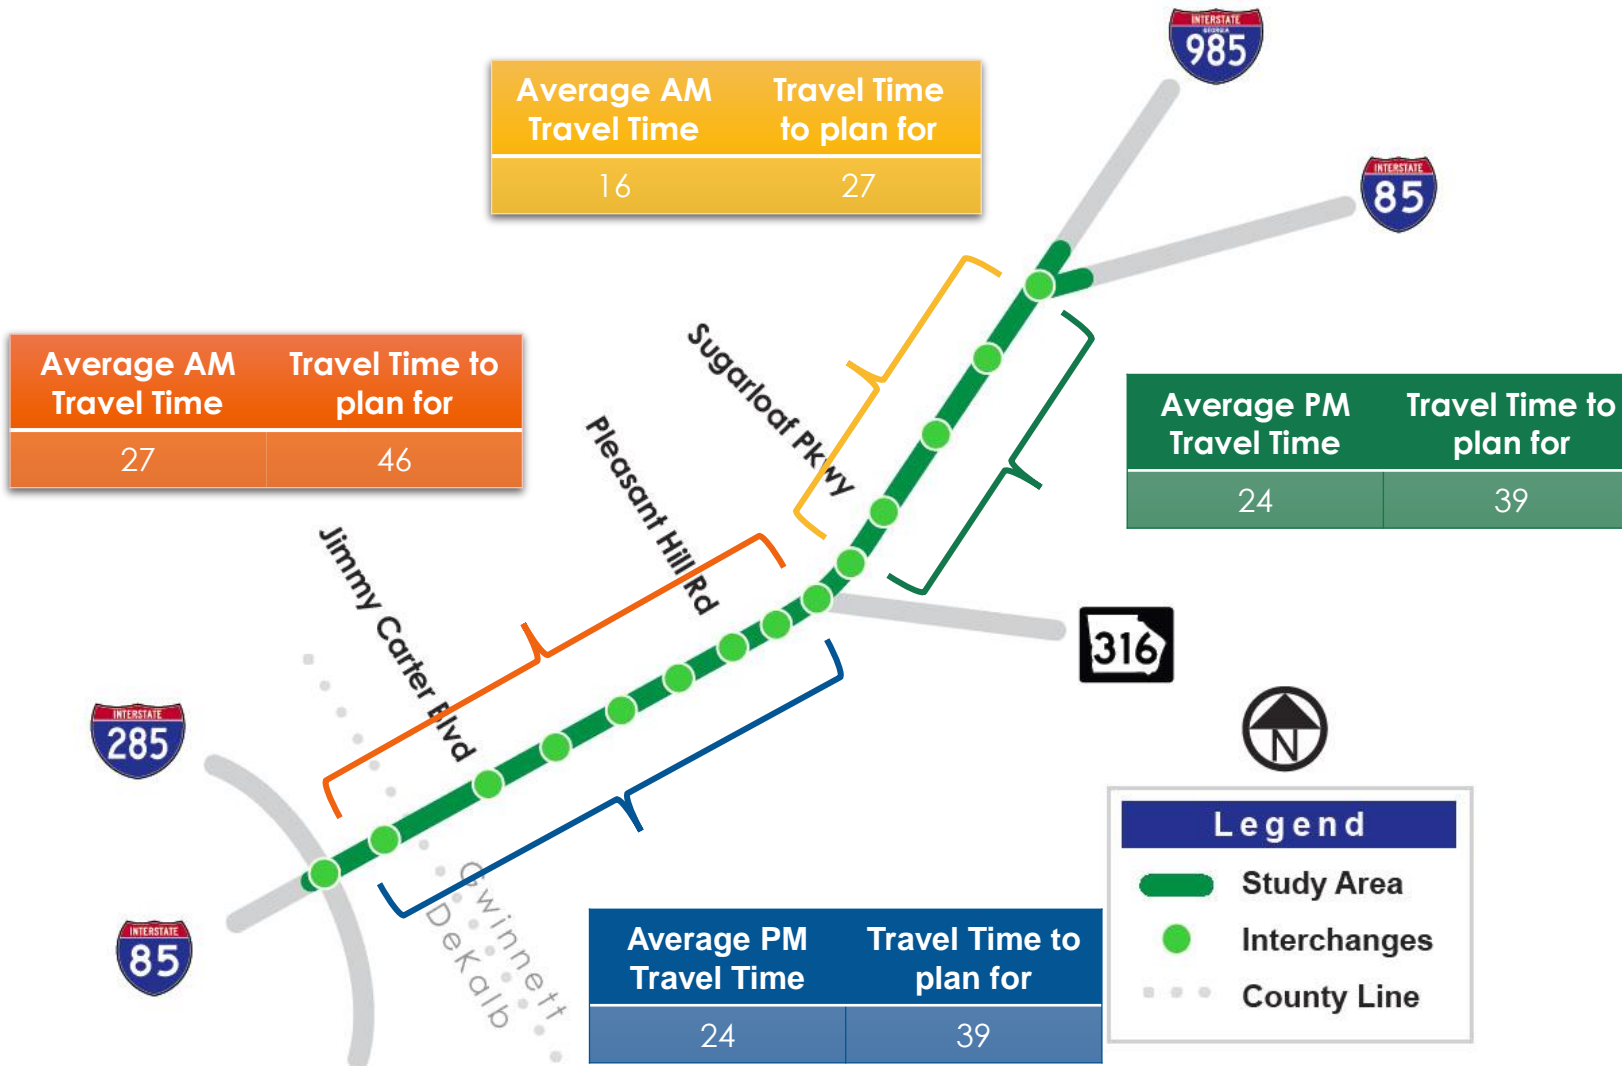 INTERSTATE
GEORGIA
985
Average AM Travel Time
Travel Time to plan for
16
27
INTERSTATE
85
Sugarloaf Pkwy
Average AM Travel Time
Travel Time to plan for
27
46
Pleasant Hill Rd
Average PM Travel Time
Travel Time to plan for
24
39
Jimmy Carter Blvd
316
INTERSTATE
285
N
Legend
Study Area
Interchanges
County Line
Gwinnett
DeKalb
INTERSTATE
85
Average PM Travel Time
Travel Time to plan for
24
39